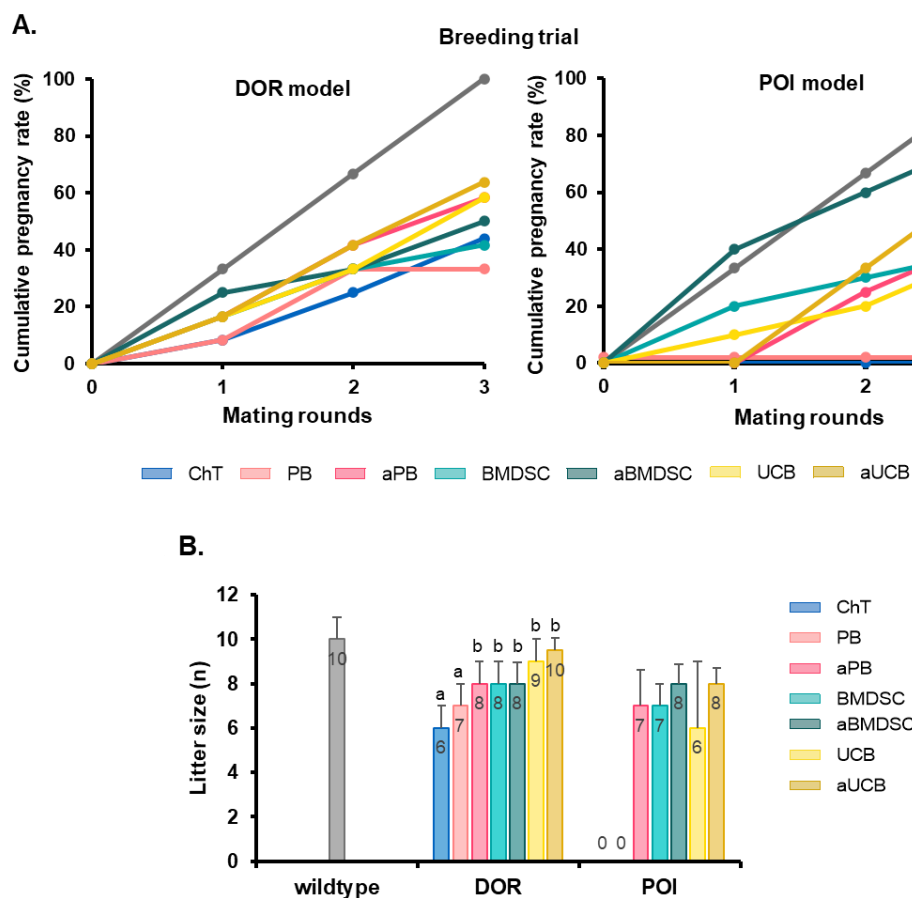 A.
Breeding trial
DOR model
Cumulative pregnancy rate (%)
100
80
60
40
20
0
0 1 2 3
Mating rounds
POI model
Cumulative pregnancy rate (%)
100
80
60
40
20
0
0 1 2
Mating rounds
ChT PB aPB BMDSC aBMDSC UCB aUCB
B.
Litter size (n)
12
10
8
6
4
2
0
10
a a b b b b b
6 7 8 8 8 9 10
0 0 7 7 8 6 8
wildtype DOR POI
ChT
PB
aPB
BMDSC
aBMDSC
UCB
aUCB